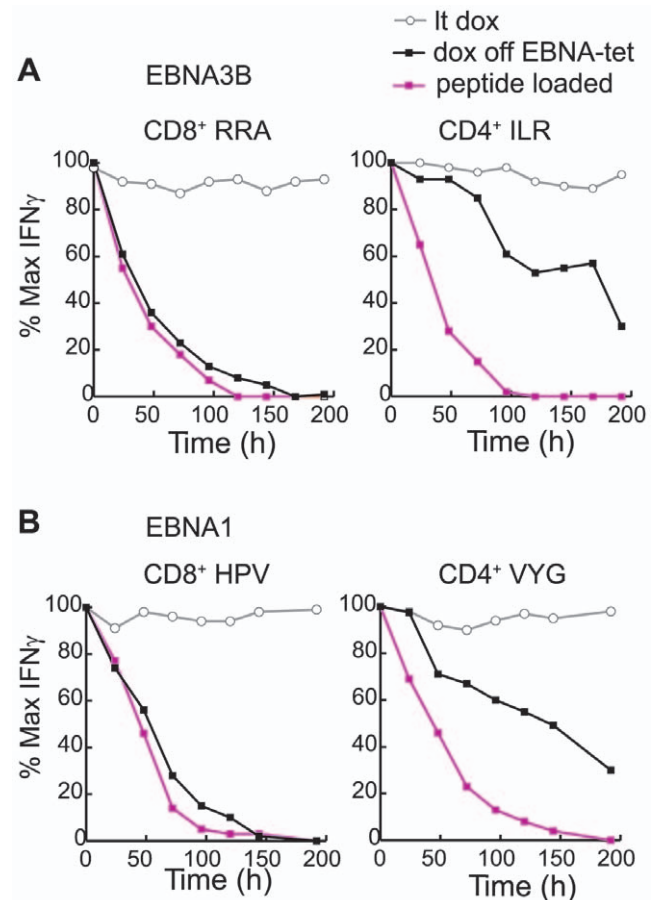 lt dox
dox off EBNA-tet
peptide loaded
A
EBNA3B
CD8+ RRA
CD4+ ILR
% Max IFNγ
100
80
60
40
20
0
0 50 100 150 200
Time (h)
100
80
60
40
20
0
0 50 100 150 200
Time (h)
B
EBNA1
CD8+ HPV
CD4+ VYG
% Max IFNγ
100
80
60
40
20
0
0 50 100 150 200
Time (h)
100
80
60
40
20
0
0 50 100 150 200
Time (h)